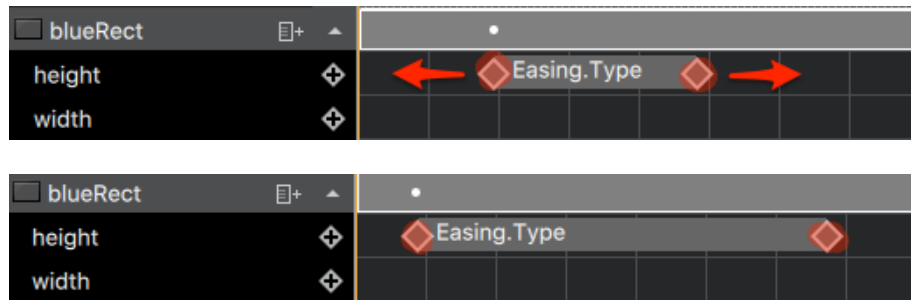 blueRect
height
Easing.Type
width
blueRect
height
Easing.Type
width